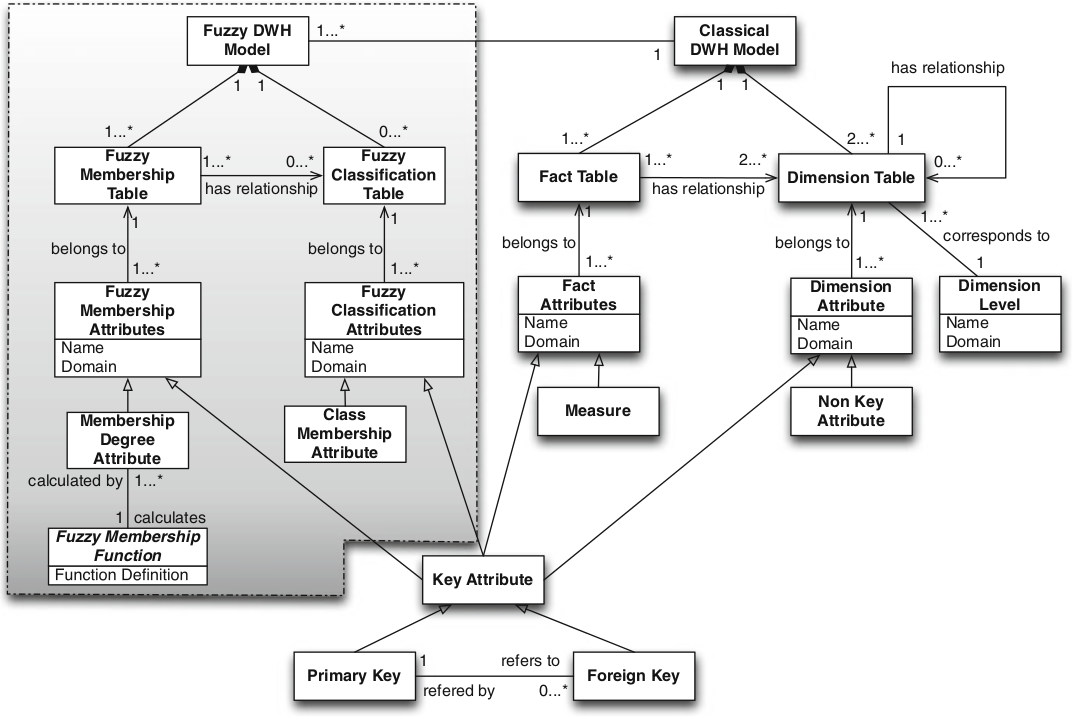 Fuzzy DWH
Model
1...*
1
Classical
DWH Model
has relationship
1
1
1
1
1...*
0...*
1...*
2...*
1
0...*
Fuzzy
Membership
Table
1...*
0...*
has relationship
Fuzzy
Classification
Table
Fact Table
1...*
2...*
has relationship
Dimension Table
1
belongs to
1...*
1
belongs to
1...*
1
belongs to
1...*
1
belongs to
1...*
1...*
corresponds to
1
Fuzzy
Membership
Attributes
Name
Domain
Fuzzy
Classification
Attributes
Name
Domain
Fact
Attributes
Name
Domain
Dimension
Attribute
Name
Domain
Dimension
Level
Name
Domain
Membership
Degree
Attribute
Class
Membership
Attribute
Measure
Non Key
Attribute
calculated by
1...*
1
calculates
Fuzzy Membership
Function
Function Definition
Key Attribute
Primary Key
1
refers to
refered by
0...*
Foreign Key